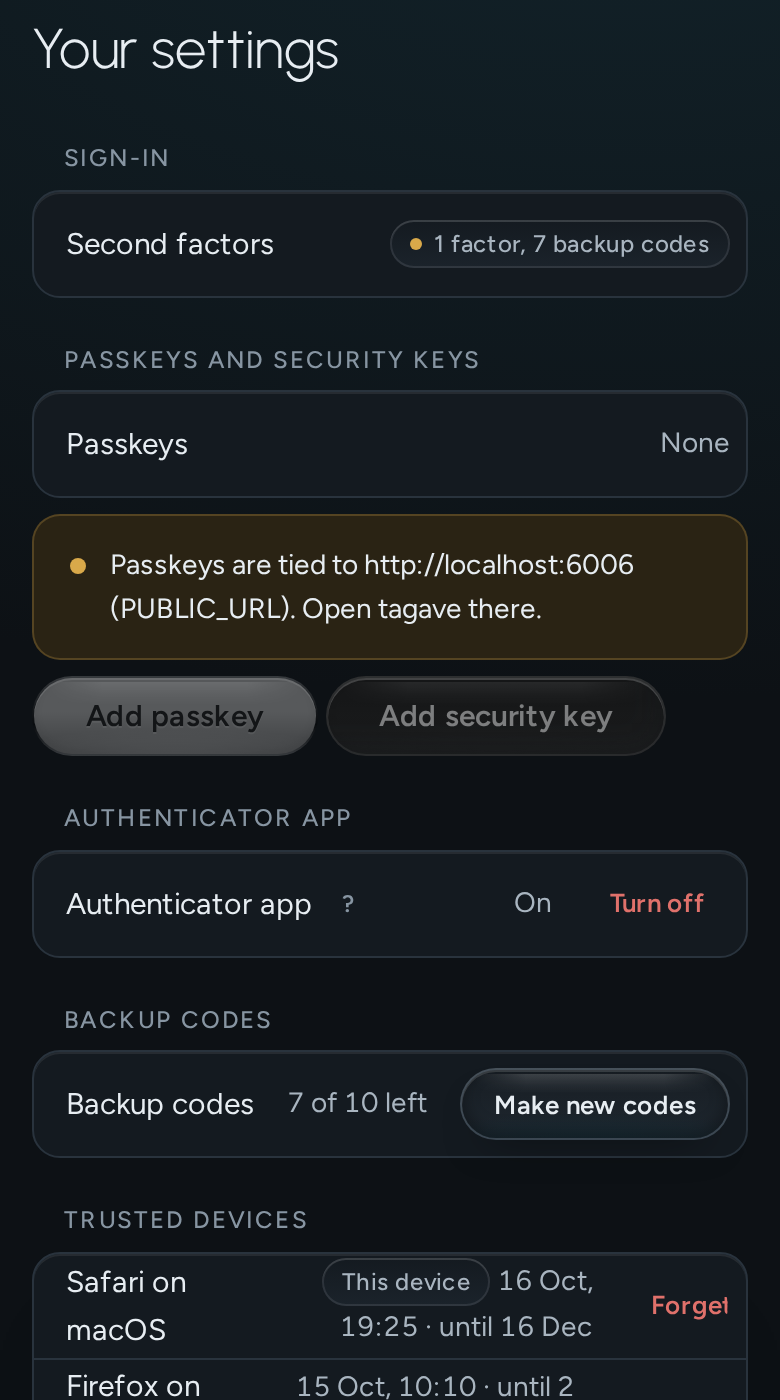 Your settings
SIGN-IN
Second factors
1 factor, 7 backup codes
PASSKEYS AND SECURITY KEYS
Passkeys
None
Passkeys are tied to http://localhost:6006
(PUBLIC_URL). Open tagave there.
Add passkey
Add security key
AUTHENTICATOR APP
Authenticator app ?
On
Turn off
BACKUP CODES
Backup codes
7 of 10 left
Make new codes
TRUSTED DEVICES
Safari on
macOS
This device 16 Oct,
19:25 · until 16 Dec
Forget
Firefox on
15 Oct, 10:10 · until 2